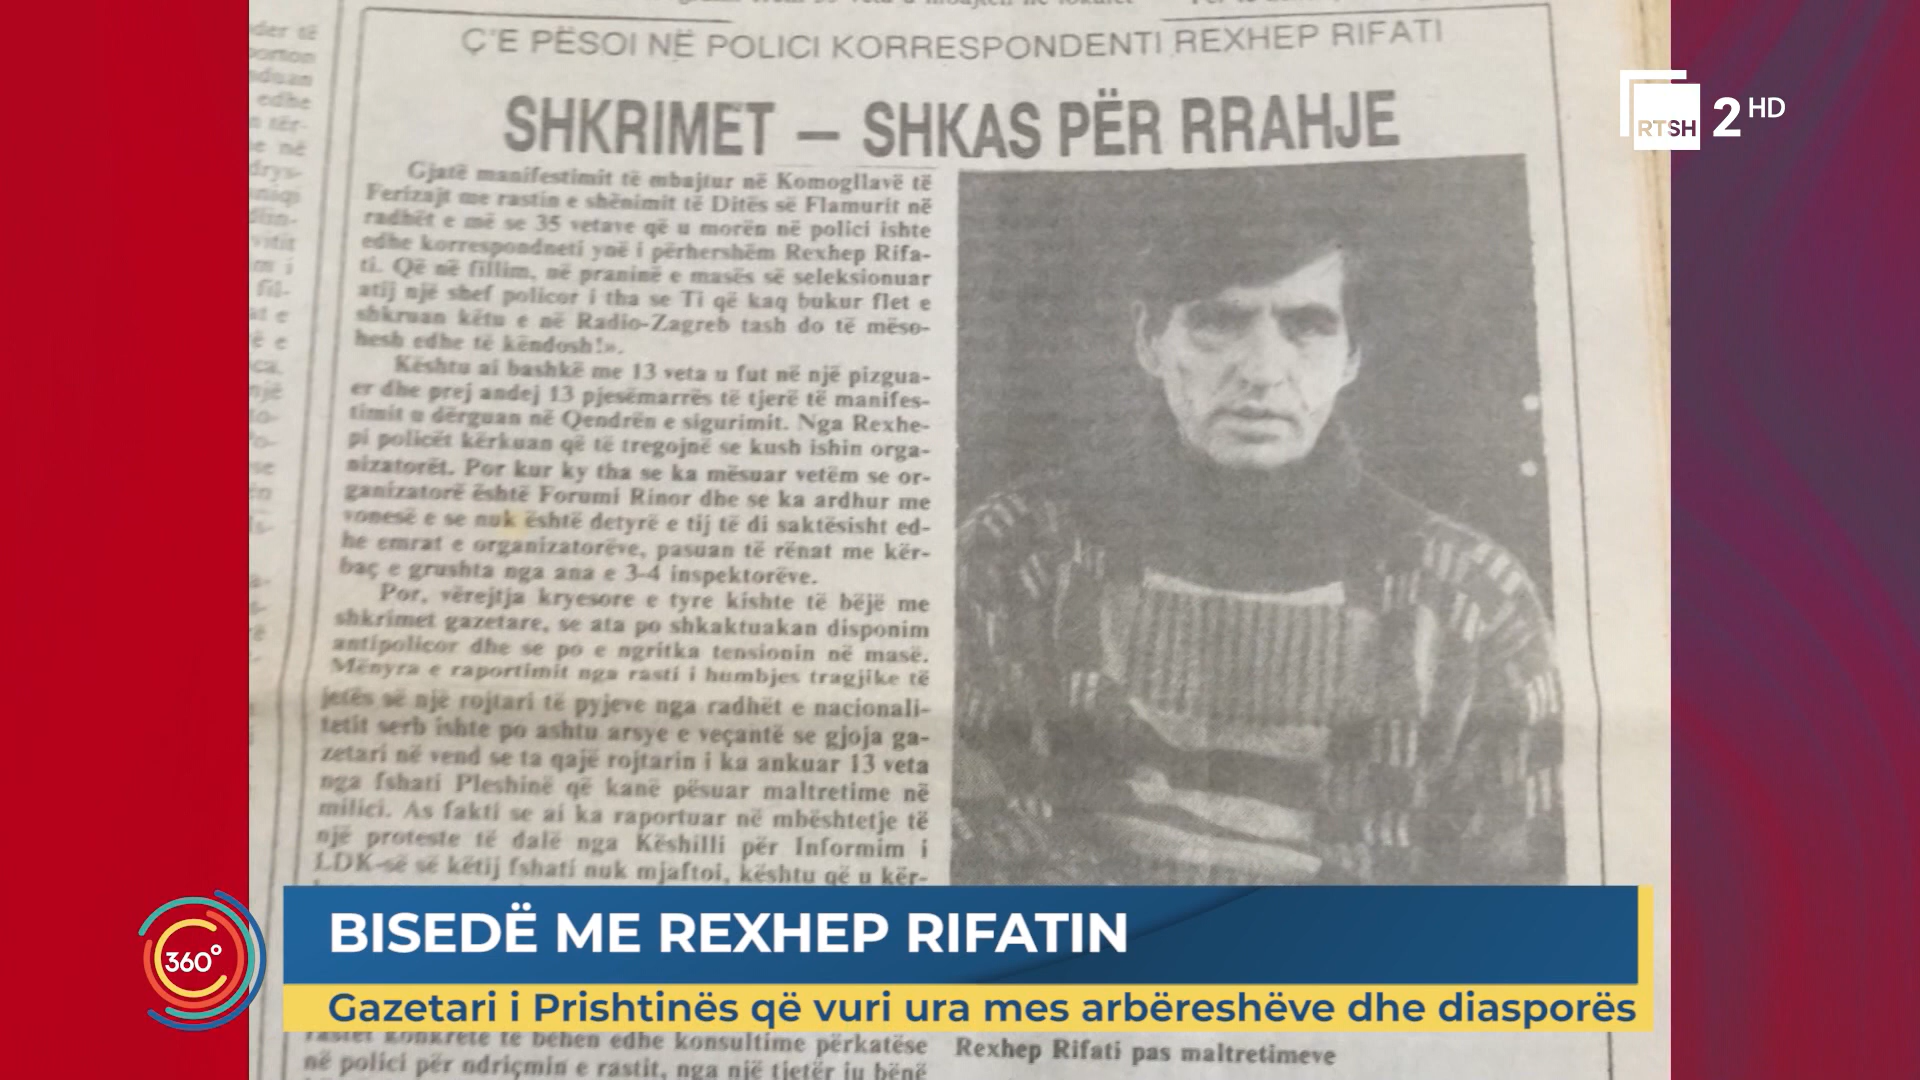 Ç'E PËSOI NË POLICI KORRESPONDENTI REXHEP RIFATI
SHKRIMET — SHKAS PËR RRAHJE
RTSH 2 HD
Gjatë manifestimit të mbajtur në Komogllavë të
Ferizajt me rastin e shënimit të Ditës së Flamurit në
radhët e më se 35 vetave që u morën në polici ishte
edhe korrespondneti ynë i përhershëm Rexhep Rifa-
ti. Që në fillim, në praninë e masës së seleksionuar
atij një shef policor i tha se Ti që kaq bukur flet e
shkruan këtu e në Radio-Zagreb tash do të mëso-
hesh edhe të këndosh!».
Kështu ai bashkë me 13 veta u fut në një pizgua-
er dhe prej andej 13 pjesëmarrës të tjerë të manifes-
timit u dërguan në Qendrën e sigurimit. Nga Rexhe-
pi policët kërkuan që të tregojnë se kush ishin orga-
nizatorët. Por kur ky tha se ka mësuar vetëm se or-
ganizatorë është Forumi Rinor dhe se ka ardhur me
vonesë e se nuk është detyrë e tij të di saktësisht ed-
he emrat e organizatorëve, pasuan të rënat me kër-
baç e grushta nga ana e 3-4 inspektorëve.
Por, vërejtja kryesore e tyre kishte të bëjë me
shkrimet gazetare, se ata po shkaktuakan disponim
antipolicor dhe se po e ngritka tensionin në masë.
Mënyra e raportimit nga rasti i humbjes tragjike të
jetës së një rojtari të pyjeve nga radhët e nacionali-
tetit serb ishte po ashtu arsye e veçantë se gjoja ga-
zetari në vend se ta qajë rojtarin i ka ankuar 13 veta
nga fshati Pleshinë që kanë pësuar maltretime në
milici. As fakti se ai ka raportuar në mbështetje të
një proteste të dalë nga Këshilli për Informim i
LDK-së së këtij fshati nuk mjaftoi, kështu që u kër-
360°
BISEDË ME REXHEP RIFATIN
Gazetari i Prishtinës që vuri ura mes arbëreshëve dhe diasporës
rastet konkrete të bëhen edhe konsultime përkatëse
në polici për ndriçmin e rastit, nga një tjetër iu bënë
Rexhep Rifati pas maltretimeve